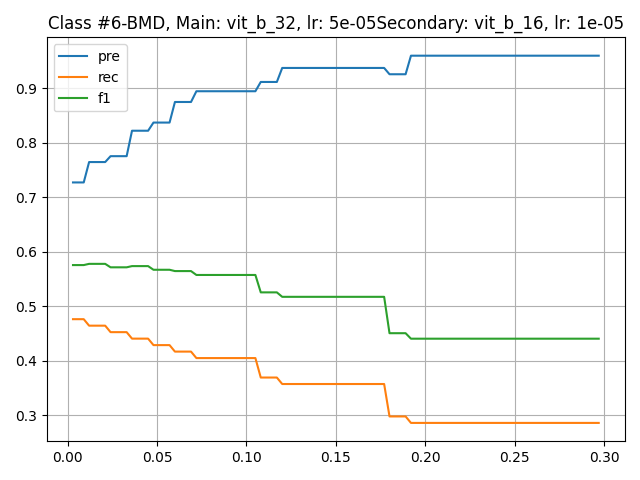 Class #6-BMD, Main: vit_b_32, lr: 5e-05Secondary: vit_b_16, lr: 1e-05
pre
rec
f1
0.9
0.8
0.7
0.6
0.5
0.4
0.3
0.00 0.05 0.10 0.15 0.20 0.25 0.30